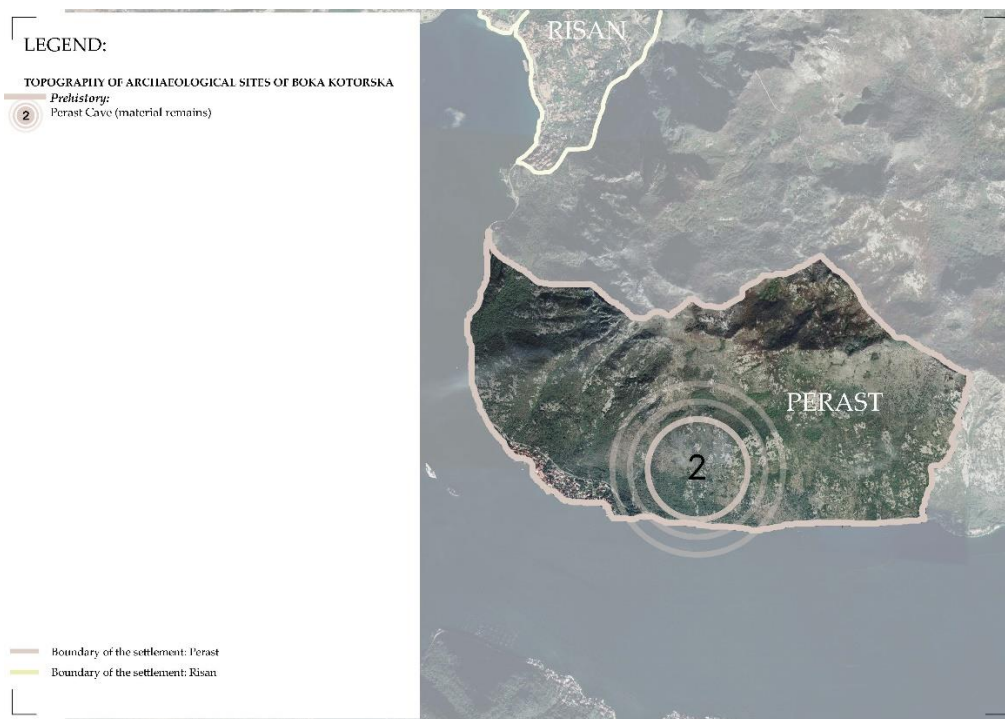 LEGEND:
TOPOGRAPHY OF ARCHAEOLOGICAL SITES OF BOKA KOTORSKA
Prehistory:
2 Perast Cave (material remains)
Boundary of the settlement: Perast
Boundary of the settlement: Risan
RISAN
PERAST
2